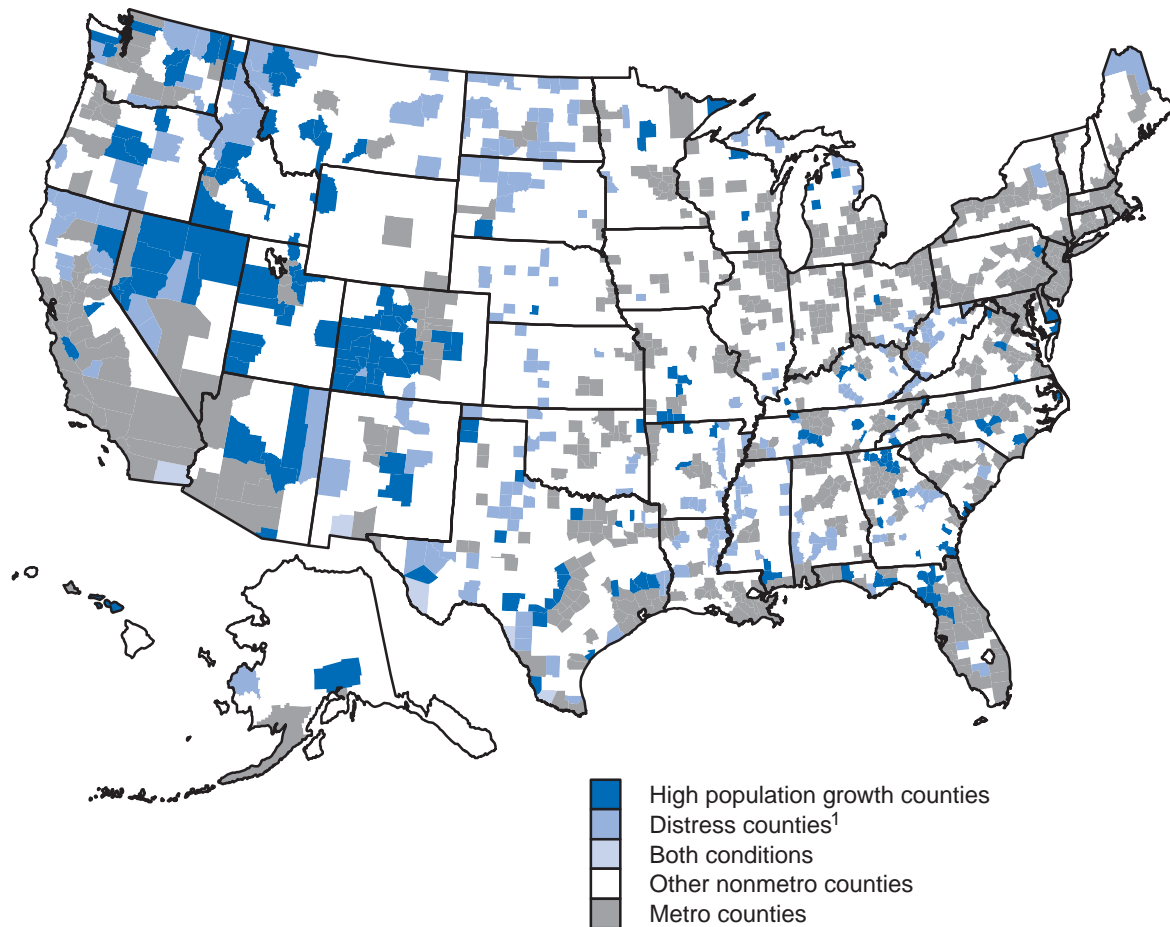 High population growth counties
Distress counties¹
Both conditions
Other nonmetro counties
Metro counties